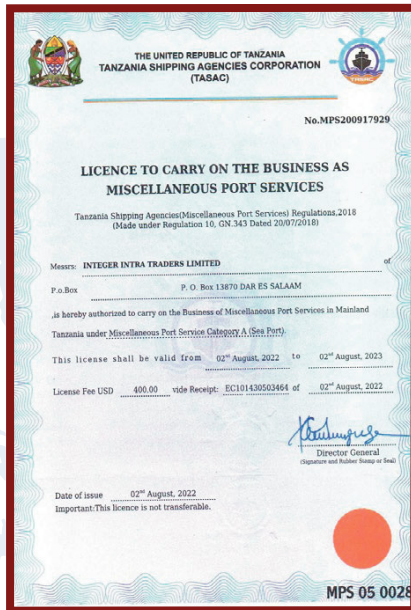 THE UNITED REPUBLIC OF TANZANIA
TANZANIA SHIPPING AGENCIES CORPORATION
(TASAC)
No.MPS200917929
LICENCE TO CARRY ON THE BUSINESS AS
MISCELLANEOUS PORT SERVICES
Tanzania Shipping Agencies(Miscellaneous Port Services) Regulations,2018
(Made under Regulation 10, GN.343 Dated 20/07/2018)
Messrs: INTEGER INTRA TRADERS LIMITED of
P.o.Box P. O. Box 13870 DAR ES SALAAM
,is hereby authorized to carry on the Business of Miscellaneous Port Services in Mainland
Tanzania under Miscellaneous Port Service Category A (Sea Port).
This license shall be valid from 02nd August, 2022 to 02nd August, 2023
License Fee USD 400.00 vide Receipt: EC101430503464 of 02nd August, 2022
Director General
(Signature and Rubber Stamp or Seal)
Date of issue 02nd August, 2022
Important:This licence is not transferable.
MPS 05 0028